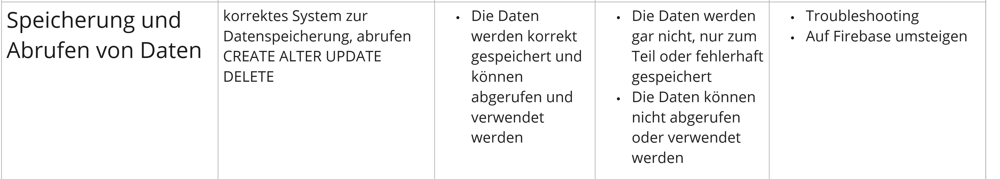 Speicherung und
Abrufen von Daten
korrektes System zur
Datenspeicherung, abrufen
CREATE ALTER UPDATE
DELETE
• Die Daten
werden korrekt
gespeichert und
können
abgerufen und
verwendet
werden
• Die Daten werden
gar nicht, nur zum
Teil oder fehlerhaft
gespeichert
• Die Daten können
nicht abgerufen
oder verwendet
werden
• Troubleshooting
• Auf Firebase umsteigen